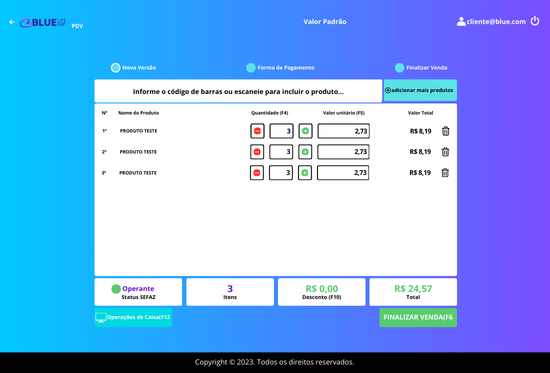 BLUE PDV
Valor Padrão
cliente@blue.com
Nova Versão
Forma de Pagamento
Finalizar Venda
Informe o código de barras ou escaneie para incluir o produto...
adicionar mais produtos
Nº Nome do Produto Quantidade (F4) Valor unitário (F5) Valor Total
1º PRODUTO TESTE 3 2,73 R$ 8,19
2º PRODUTO TESTE 3 2,73 R$ 8,19
3º PRODUTO TESTE 3 2,73 R$ 8,19
Operante
Status SEFAZ
3
Itens
R$ 0,00
Desconto (F10)
R$ 24,57
Total
Operações de Caixa(F12
FINALIZAR VENDA(F6
Copyright © 2023. Todos os direitos reservados.